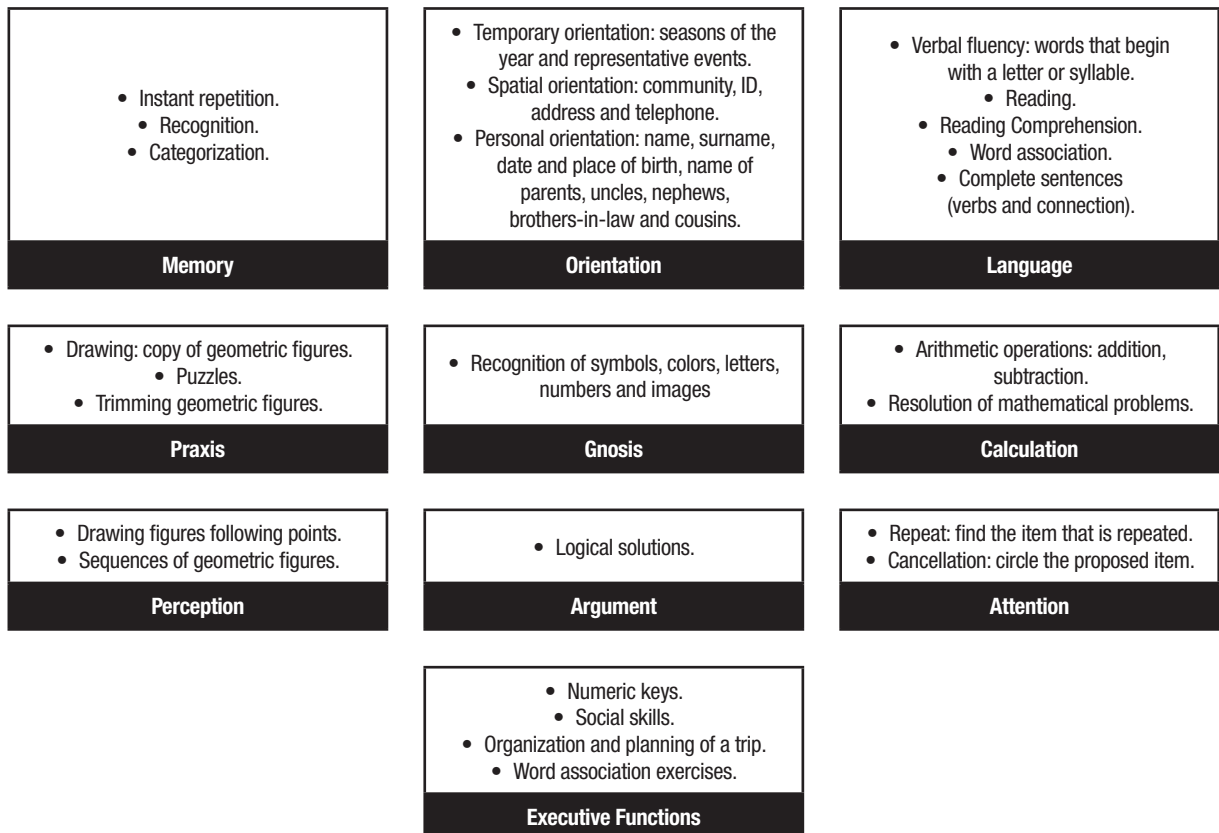 • Instant repetition.
• Recognition.
• Categorization.
Memory
• Temporary orientation: seasons of the
year and representative events.
• Spatial orientation: community, ID,
address and telephone.
• Personal orientation: name, surname,
date and place of birth, name of
parents, uncles, nephews,
brothers-in-law and cousins.
Orientation
• Verbal fluency: words that begin
with a letter or syllable.
• Reading.
• Reading Comprehension.
• Word association.
• Complete sentences
(verbs and connection).
Language
• Drawing: copy of geometric figures.
• Puzzles.
• Trimming geometric figures.
Praxis
• Recognition of symbols, colors, letters,
numbers and images
Gnosis
• Arithmetic operations: addition,
subtraction.
• Resolution of mathematical problems.
Calculation
• Drawing figures following points.
• Sequences of geometric figures.
Perception
• Logical solutions.
Argument
• Repeat: find the item that is repeated.
• Cancellation: circle the proposed item.
Attention
• Numeric keys.
• Social skills.
• Organization and planning of a trip.
• Word association exercises.
Executive Functions